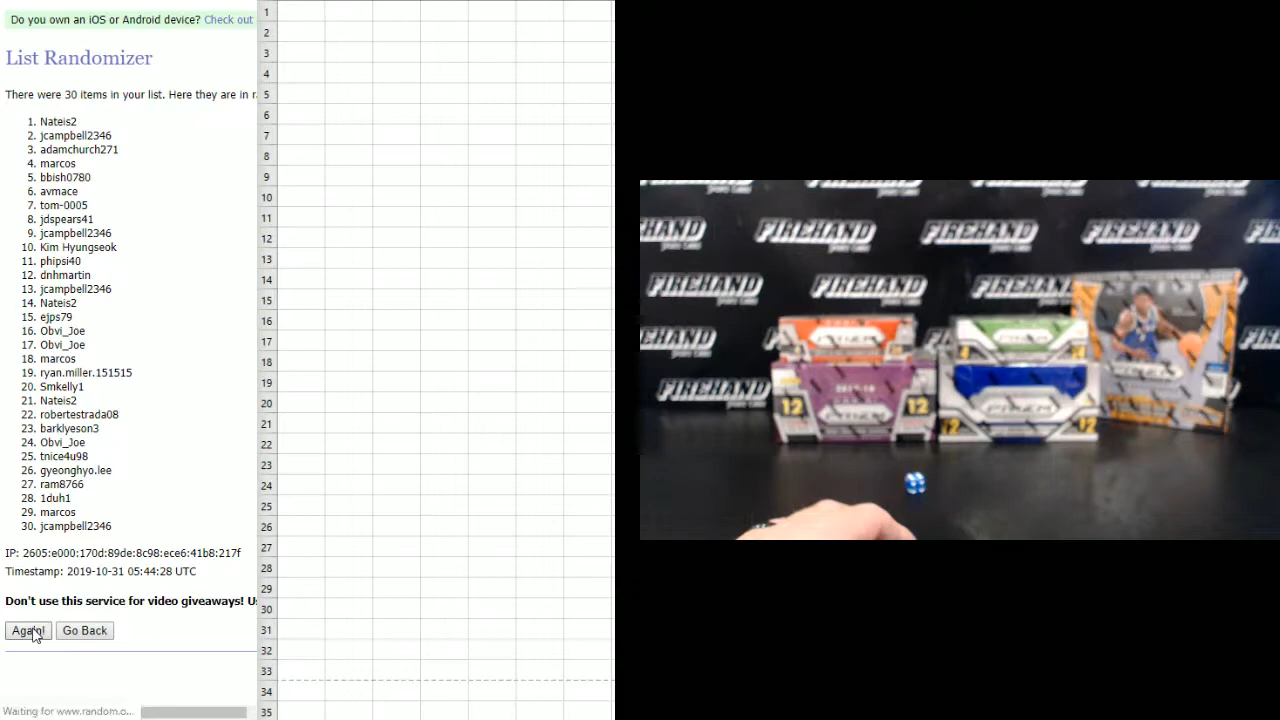 Do you own an iOS or Android device? Check out
List Randomizer
There were 30 items in your list. Here they are in r
1. Nateis2
2. jcampbell2346
3. adamchurch271
4. marcos
5. bbish0780
6. avmace
7. tom-0005
8. jdspears41
9. jcampbell2346
10. Kim Hyungseok
11. phipsi40
12. dnhmartin
13. jcampbell2346
14. Nateis2
15. ejps79
16. Obvi_Joe
17. Obvi_Joe
18. marcos
19. ryan.miller.151515
20. Smkelly1
21. Nateis2
22. robertestrada08
23. barklyeson3
24. Obvi_Joe
25. tnice4u98
26. gyeonghyo.lee
27. ram8766
28. 1duh1
29. marcos
30. jcampbell2346
IP: 2605:e000:170d:89de:8c98:ece6:41b8:217f
Timestamp: 2019-10-31 05:44:28 UTC
Don't use this service for video giveaways! U
Again! Go Back
Waiting for www.random.o...
1
2
3
4
5
6
7
8
9
10
11
12
13
14
15
16
17
18
19
20
21
22
23
24
25
26
27
28
29
30
31
32
33
34
35
FIREHAND FIREHAND FIREHAND
FIREHAND FIREHAND FIREHAND
FIREHAND
FIREHAND
PRIZM PRIZM
12 PRIZM 12
PRIZM 12
PRIZM